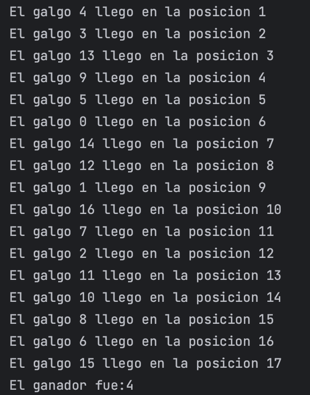 El galgo 4 llego en la posicion 1
El galgo 3 llego en la posicion 2
El galgo 13 llego en la posicion 3
El galgo 9 llego en la posicion 4
El galgo 5 llego en la posicion 5
El galgo 0 llego en la posicion 6
El galgo 14 llego en la posicion 7
El galgo 12 llego en la posicion 8
El galgo 1 llego en la posicion 9
El galgo 16 llego en la posicion 10
El galgo 7 llego en la posicion 11
El galgo 2 llego en la posicion 12
El galgo 11 llego en la posicion 13
El galgo 10 llego en la posicion 14
El galgo 8 llego en la posicion 15
El galgo 6 llego en la posicion 16
El galgo 15 llego en la posicion 17
El ganador fue:4